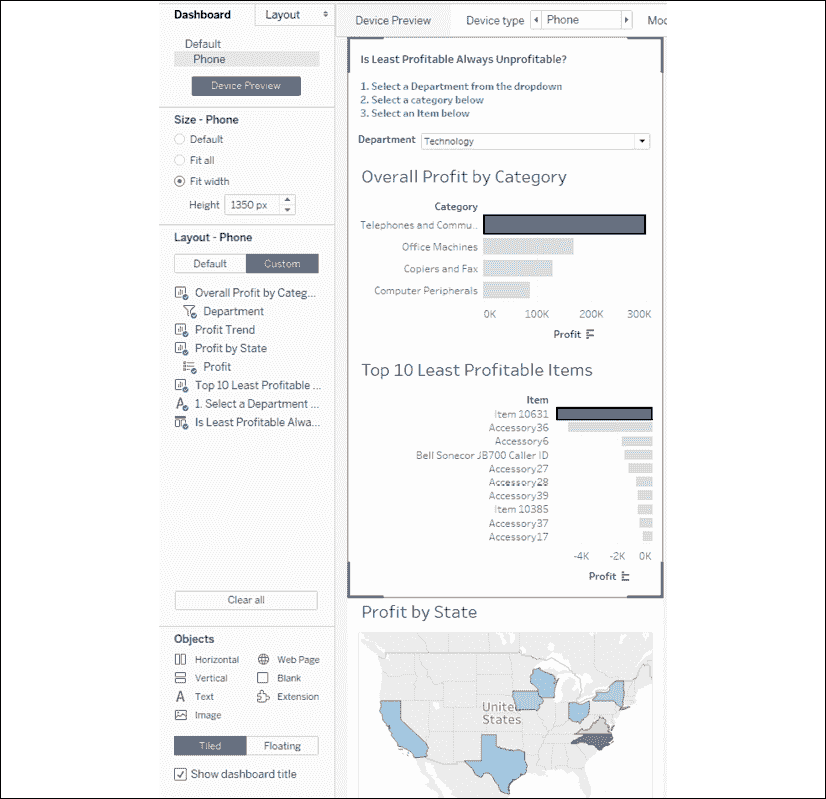 Dashboard
Layout
Default
Phone
Device Preview
Size - Phone
Default
Fit all
Fit width
Height 1350 px
Layout - Phone
Default Custom
Overall Profit by Categ...
Department
Profit Trend
Profit by State
Profit
Top 10 Least Profitable ...
1. Select a Department ...
Is Least Profitable Alwa...
Clear all
Objects
Horizontal Web Page
Vertical Blank
Text Extension
Image
Tiled Floating
Show dashboard title
Device Preview Device type Phone Moc
Is Least Profitable Always Unprofitable?
1. Select a Department from the dropdown
2. Select a category below
3. Select an Item below
Department Technology
Overall Profit by Category
Category
Telephones and Commu..
Office Machines
Copiers and Fax
Computer Peripherals
0K 100K 200K 300K
Profit
Top 10 Least Profitable Items
Item
Item 10631
Accessory36
Accessory6
Bell Sonecor JB700 Caller ID
Accessory27
Accessory28
Accessory39
Item 10385
Accessory37
Accessory17
-4K -2K 0K
Profit
Profit by State
United
States